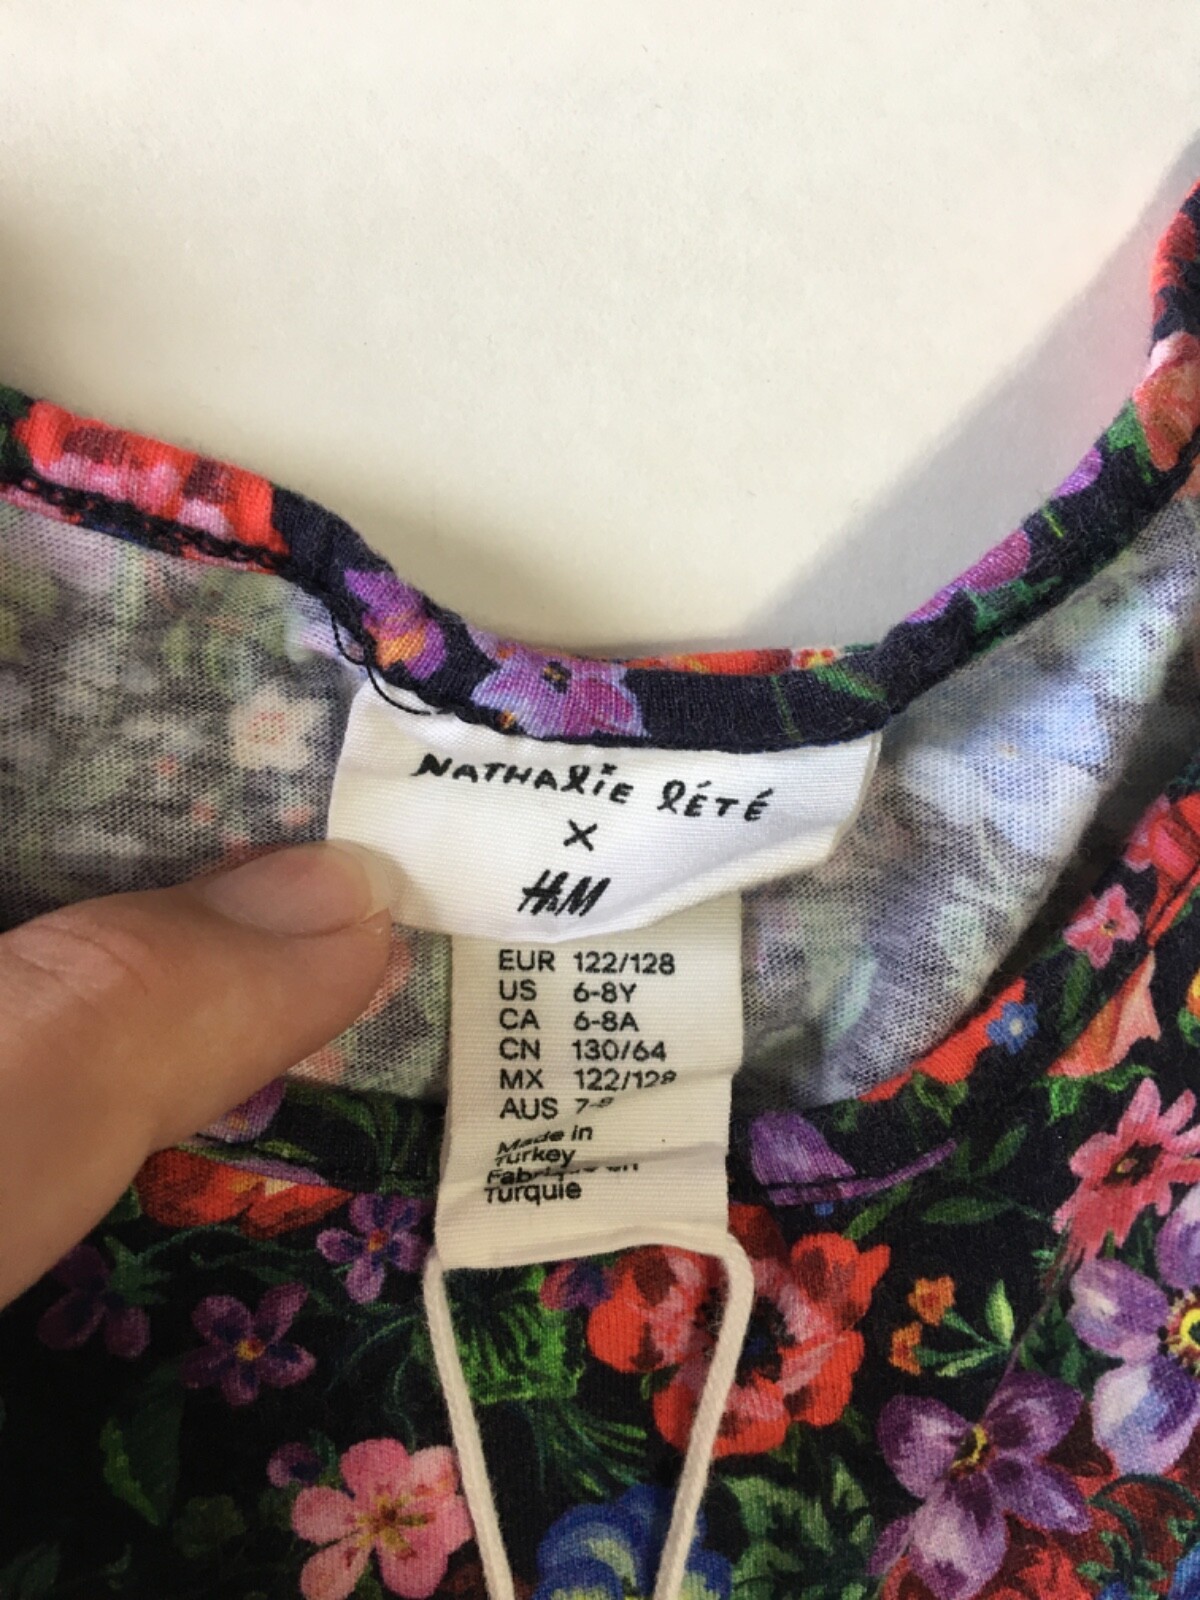 NATHALiE LÉTÉ
X
H&M
EUR 122/128
US 6-8Y
CA 6-8A
CN 130/64
MX 122/128
AUS
Made in
Turkey
Turquie